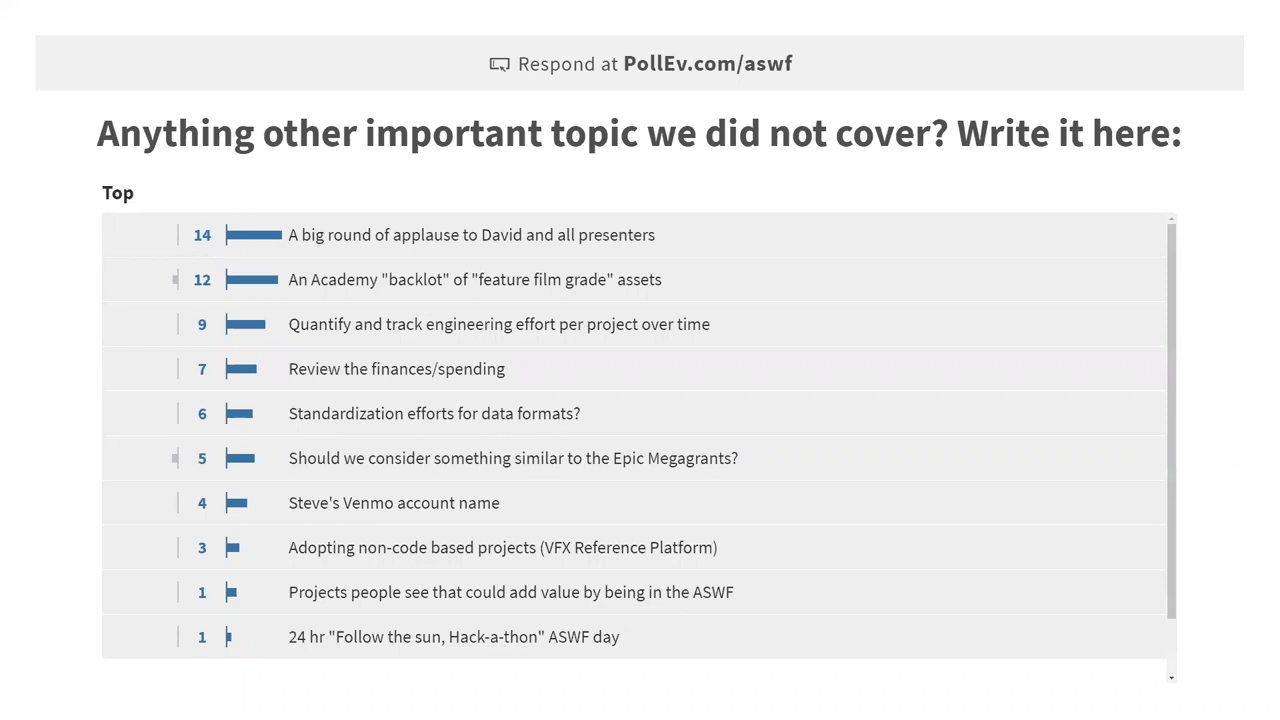 Respond at PollEv.com/aswf
Anything other important topic we did not cover? Write it here:
Top
14 A big round of applause to David and all presenters
12 An Academy "backlot" of "feature film grade" assets
9 Quantify and track engineering effort per project over time
7 Review the finances/spending
6 Standardization efforts for data formats?
5 Should we consider something similar to the Epic Megagrants?
4 Steve's Venmo account name
3 Adopting non-code based projects (VFX Reference Platform)
1 Projects people see that could add value by being in the ASWF
1 24 hr "Follow the sun, Hack-a-thon" ASWF day